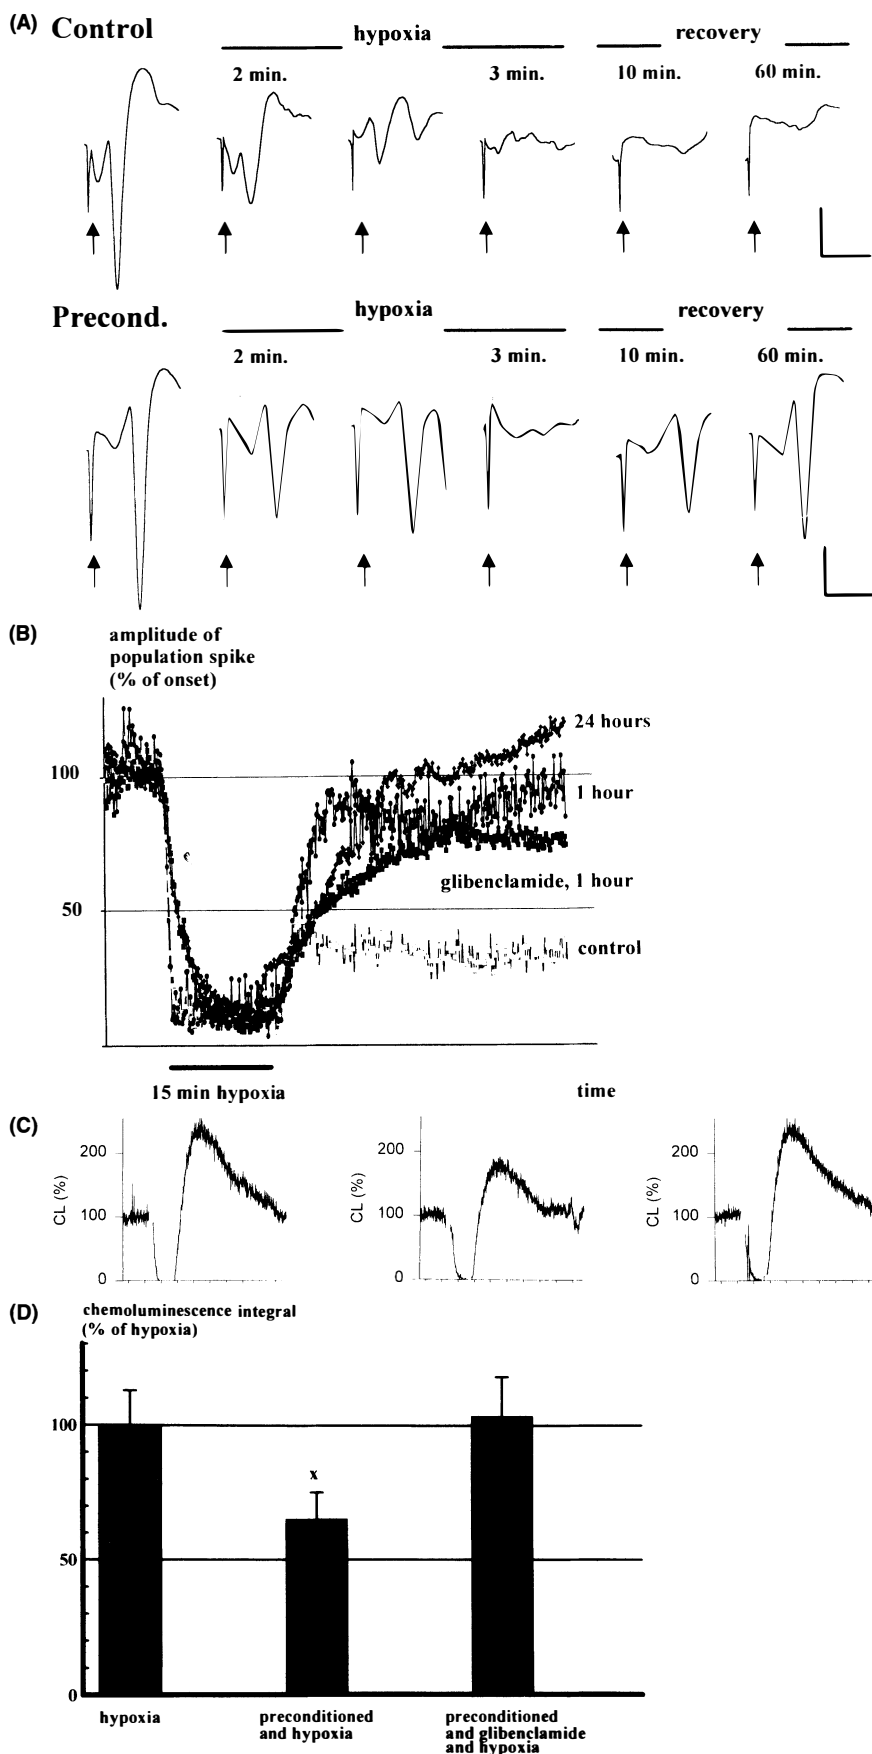 (A) Control
hypoxia
recovery
2 min.
3 min.
10 min.
60 min.
Precond.
hypoxia
recovery
2 min.
3 min.
10 min.
60 min.
(B)
amplitude of
population spike
(% of onset)
24 hours
100
1 hour
glibenclamide, 1 hour
50
control
15 min hypoxia
time
(C)
200
100
0
CL (%)
200
100
0
CL (%)
200
100
0
CL (%)
(D)
chemoluminescence integral
(% of hypoxia)
x
100
50
0
hypoxia
preconditioned
and hypoxia
preconditioned
and glibenclamide
and hypoxia